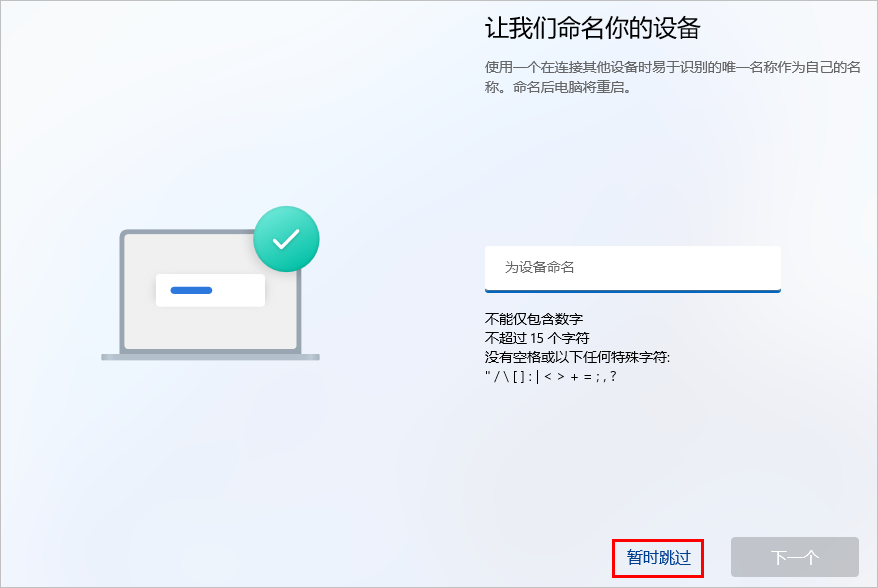 让我们命名你的设备
使用一个在连接其他设备时易于识别的唯一名称作为自己的名
称。命名后电脑将重启。
为设备命名
不能仅包含数字
不超过 15 个字符
没有空格或以下任何特殊字符:
" / \ [ ] : | < > + = ; , ?
暂时跳过
下一个